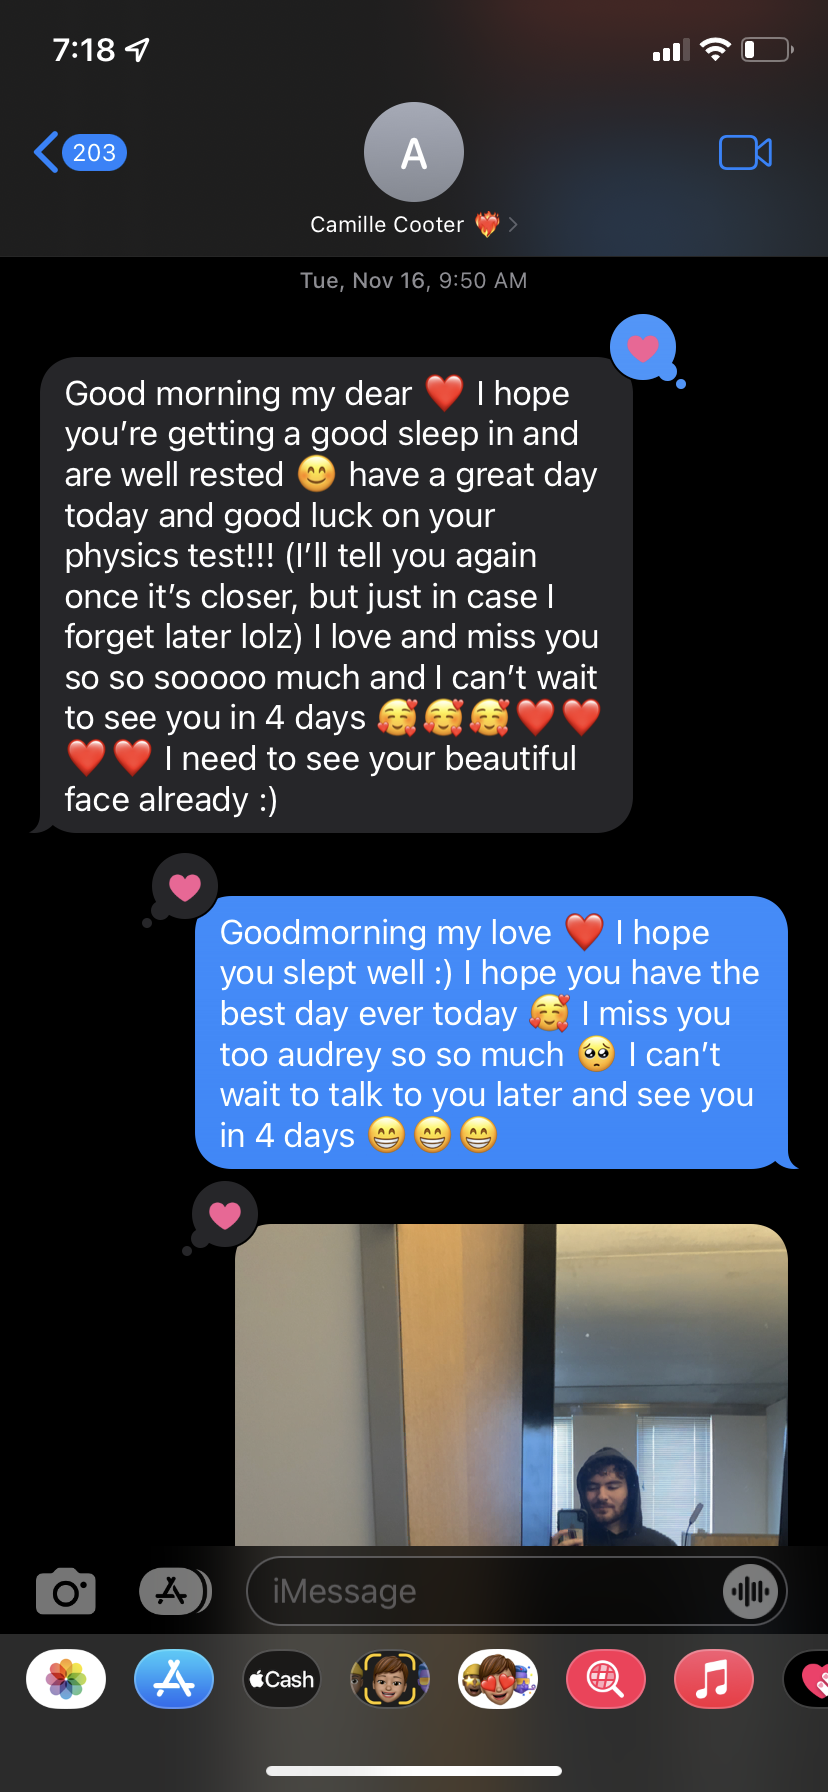 7:18
203
A
Camille Cooter ❤️‍🔥
Tue, Nov 16, 9:50 AM
Good morning my dear ❤️ I hope
you’re getting a good sleep in and
are well rested 😊 have a great day
today and good luck on your
physics test!!! (I’ll tell you again
once it’s closer, but just in case I
forget later lolz) I love and miss you
so so sooooo much and I can’t wait
to see you in 4 days 🥰🥰🥰❤️❤️
❤️❤️ I need to see your beautiful
face already :)
Goodmorning my love ❤️ I hope
you slept well :) I hope you have the
best day ever today 🥰 I miss you
too audrey so so much 🥺 I can’t
wait to talk to you later and see you
in 4 days 😁😁😁
iMessage
Cash